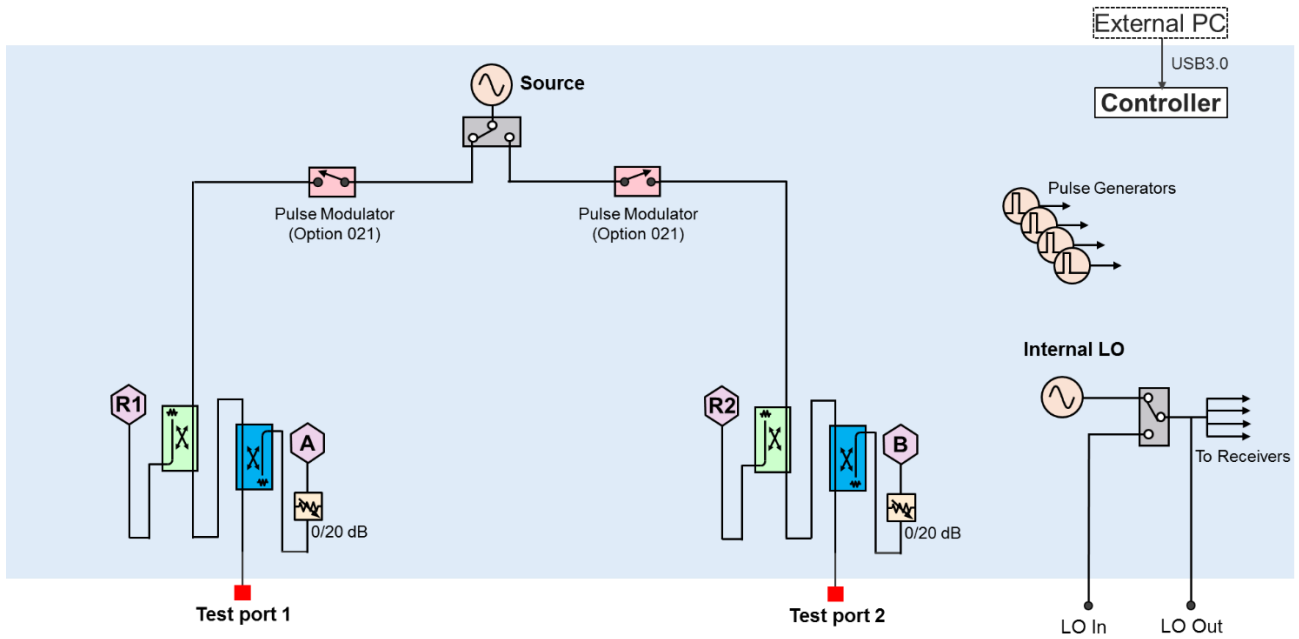 External PC
USB3.0
Controller
Source
Pulse Modulator
(Option 021)
Pulse Modulator
(Option 021)
Pulse Generators
Internal LO
R1
A
0/20 dB
R2
B
0/20 dB
To Receivers
Test port 1
Test port 2
LO In
LO Out